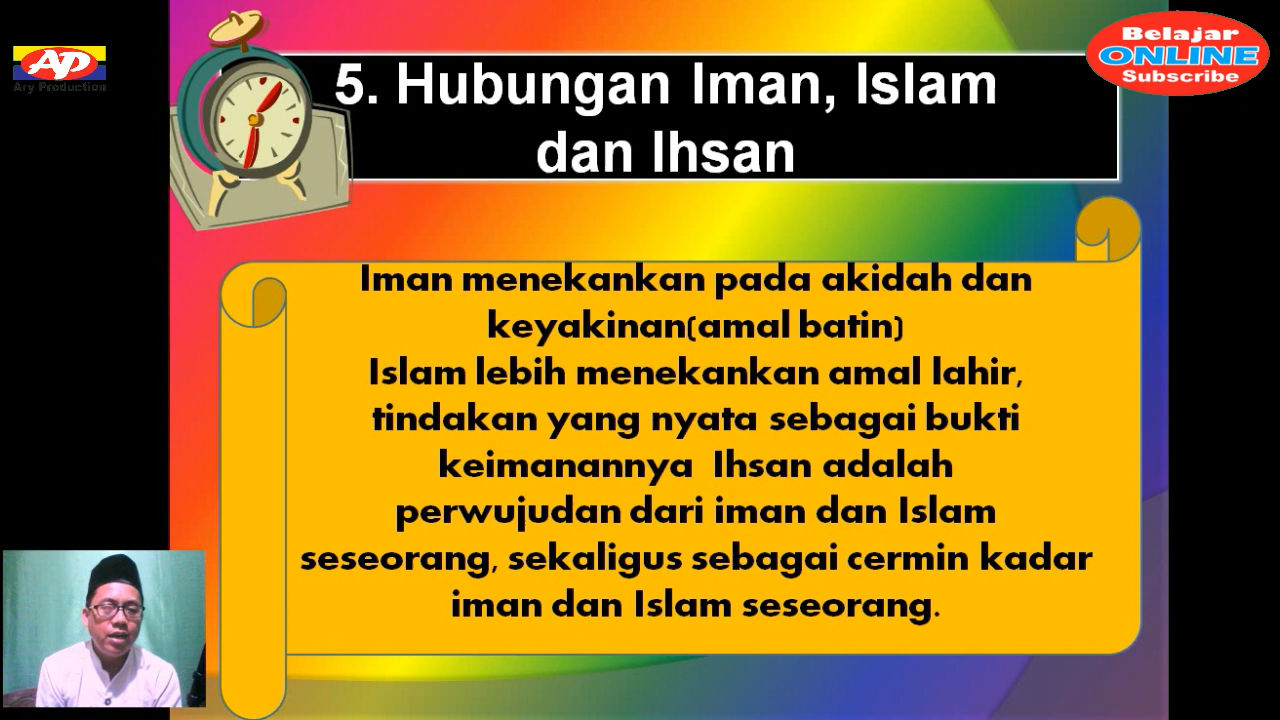 AP
Ary Production
Belajar
ONLINE
Subscribe
5. Hubungan Iman, Islam
dan Ihsan
Iman menekankan pada akidah dan
keyakinan(amal batin)
Islam lebih menekankan amal lahir,
tindakan yang nyata sebagai bukti
keimanannya  Ihsan adalah
perwujudan dari iman dan Islam
seseorang, sekaligus sebagai cermin kadar
iman dan Islam seseorang.